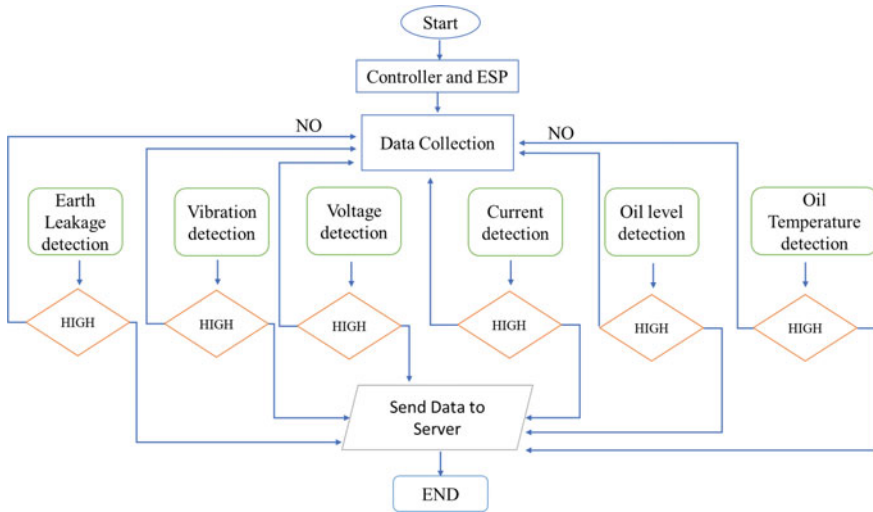 Start
Controller and ESP
NO
NO
Data Collection
Earth
Leakage
detection
Vibration
detection
Voltage
detection
Current
detection
Oil level
detection
Oil
Temperature
detection
HIGH
HIGH
HIGH
HIGH
HIGH
HIGH
Send Data to
Server
END